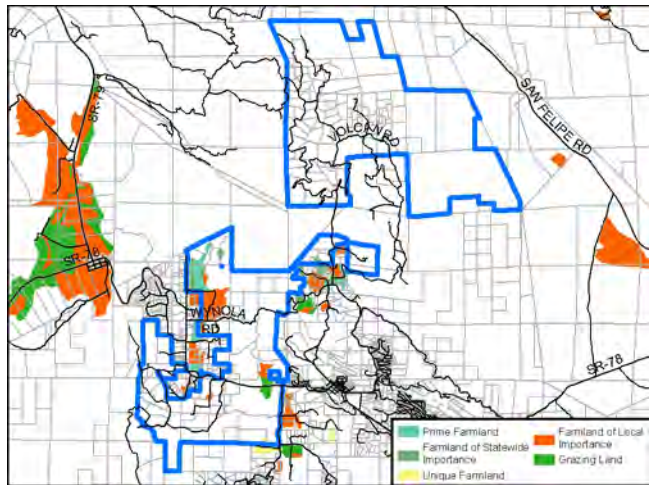 SR-79
SAN FELIPE RD
VOLCAN RD
SR-78
WYNOLA
RD
SR-78
Prime Farmland
Farmland of Statewide
Importance
Unique Farmland
Farmland of Local
Importance
Grazing Land